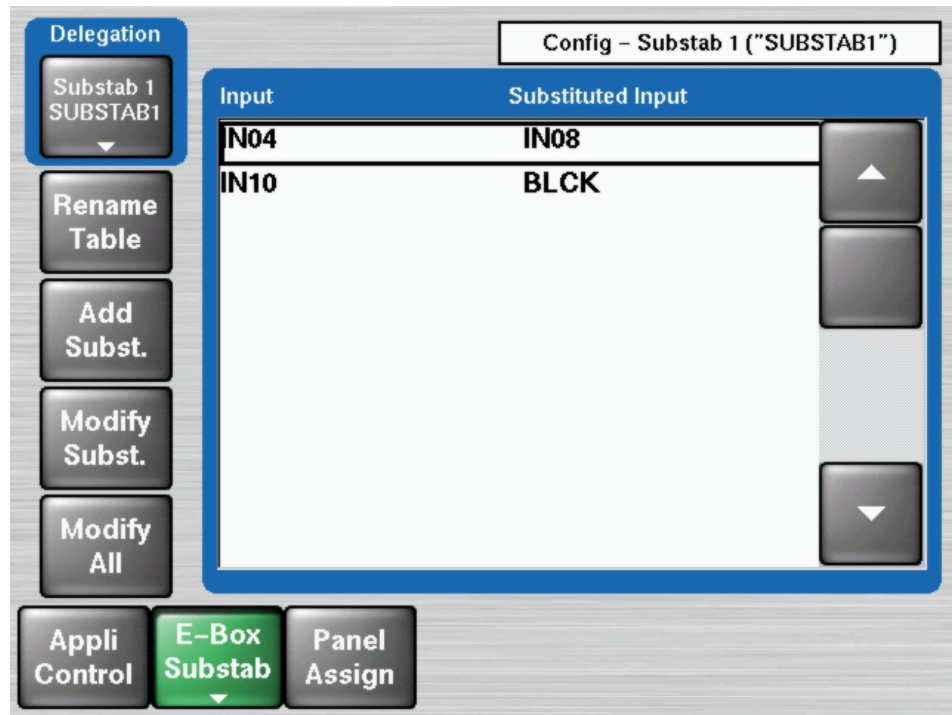 Delegation
Config – Substab 1 ("SUBSTAB1")
Substab 1
SUBSTAB1
Input Substituted Input
IN04 IN08
IN10 BLCK
Rename
Table
Add
Subst.
Modify
Subst.
Modify
All
Appli
Control
E–Box
Substab
Panel
Assign